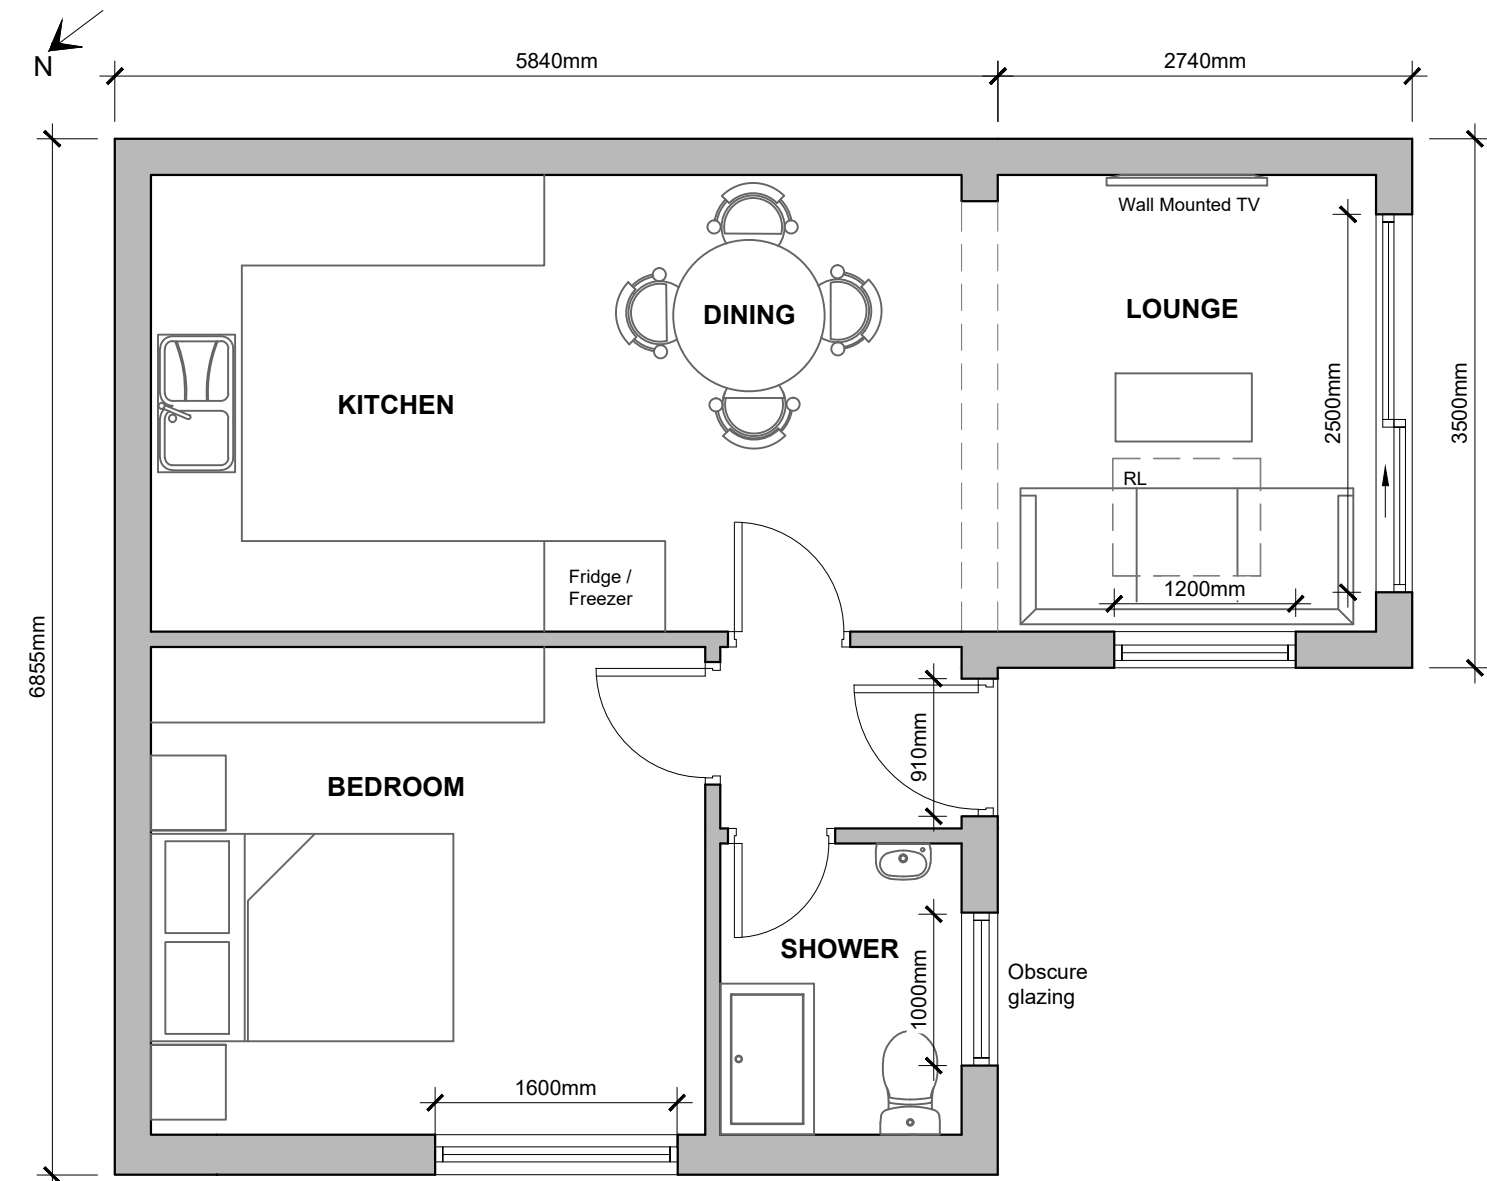 N
5840mm
2740mm
Wall Mounted TV
DINING
LOUNGE
KITCHEN
2500mm
3500mm
RL
Fridge /
Freezer
1200mm
6855mm
910mm
BEDROOM
SHOWER
1000mm
Obscure
glazing
1600mm